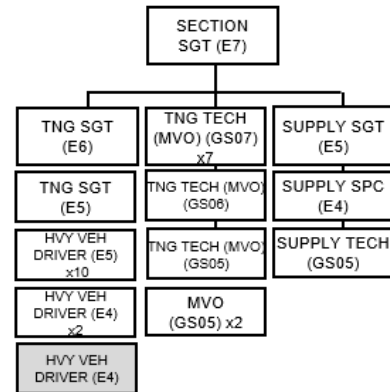 SECTION
SGT (E7)
TNG SGT
(E6)
TNG SGT
(E5)
HVY VEH
DRIVER (E5)
x10
HVY VEH
DRIVER (E4)
x2
HVY VEH
DRIVER (E4)
TNG TECH
(MVO) (GS07)
x7
TNG TECH (MVO)
(GS06)
TNG TECH (MVO)
(GS05)
MVO
(GS05) x2
SUPPLY SGT
(E5)
SUPPLY SPC
(E4)
SUPPLY TECH
(GS05)